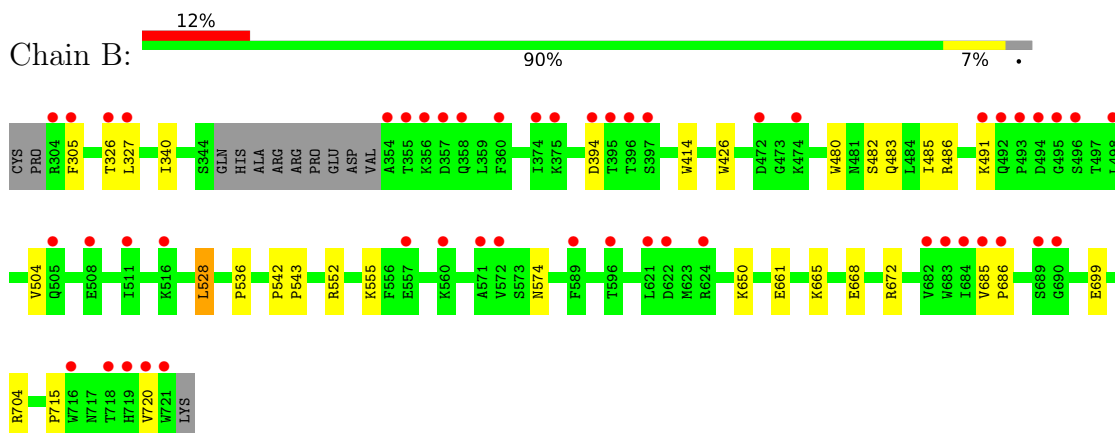 12%
Chain B:
90% 7% •
CYS PRO R304 F305 T326 L327 I340 S344 GLN HIS ALA ARG ARG PRO GLU ASP VAL A354 T355 K356 D357 Q358 L359 F360 I374 K375 D394 T395 T396 S397 W414 W426 D472 G473 K474 W480 N481 S482 Q483 L484 I485 R486 K491 Q492 P493 D494 G495 S496 T497 L498
V504 Q505 E508 I511 K516 L528 P536 P542 P543 R552 K555 F556 E557 K560 A571 V572 S573 N574 F589 T596 L621 D622 M623 R624 K650 E661 K665 E668 R672 V682 W683 I684 V685 P686 S689 G690 E699
R704 P715 W716 N717 T718 H719 V720 W721 LYS